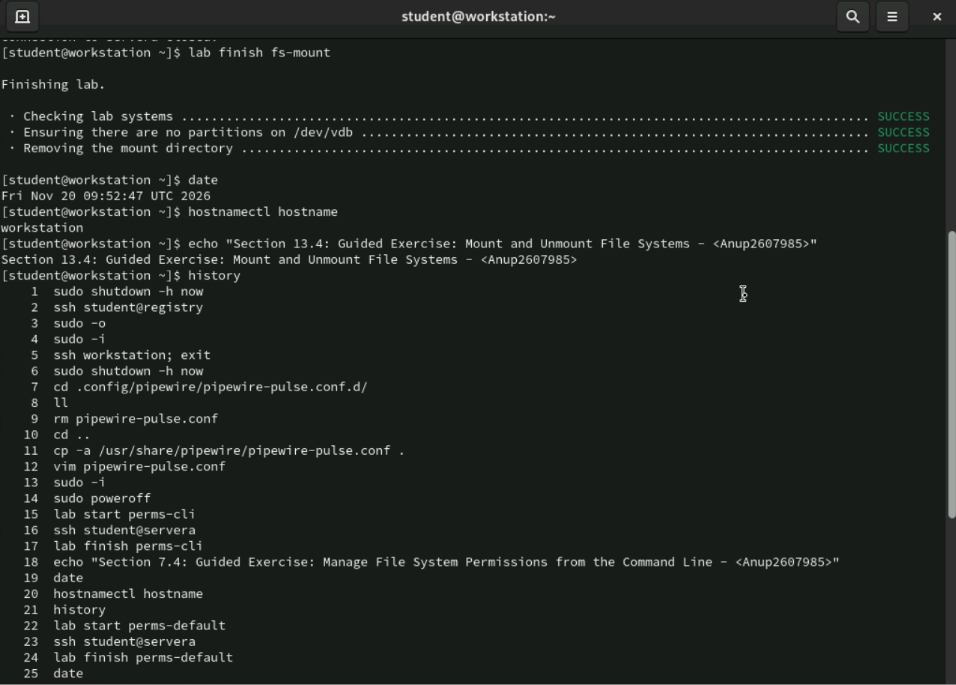 student@workstation:~
[student@workstation ~]$ lab finish fs-mount
Finishing lab.
· Checking lab systems ............................................................................................ SUCCESS
· Ensuring there are no partitions on /dev/vdb .................................................................... SUCCESS
· Removing the mount directory .................................................................................... SUCCESS
[student@workstation ~]$ date
Fri Nov 20 09:52:47 UTC 2026
[student@workstation ~]$ hostnamectl hostname
workstation
[student@workstation ~]$ echo "Section 13.4: Guided Exercise: Mount and Unmount File Systems - <Anup2607985>"
Section 13.4: Guided Exercise: Mount and Unmount File Systems - <Anup2607985>
[student@workstation ~]$ history
1 sudo shutdown -h now
2 ssh student@registry
3 sudo -o
4 sudo -i
5 ssh workstation; exit
6 sudo shutdown -h now
7 cd .config/pipewire/pipewire-pulse.conf.d/
8 ll
9 rm pipewire-pulse.conf
10 cd ..
11 cp -a /usr/share/pipewire/pipewire-pulse.conf .
12 vim pipewire-pulse.conf
13 sudo -i
14 sudo poweroff
15 lab start perms-cli
16 ssh student@servera
17 lab finish perms-cli
18 echo "Section 7.4: Guided Exercise: Manage File System Permissions from the Command Line - <Anup2607985>"
19 date
20 hostnamectl hostname
21 history
22 lab start perms-default
23 ssh student@servera
24 lab finish perms-default
25 date